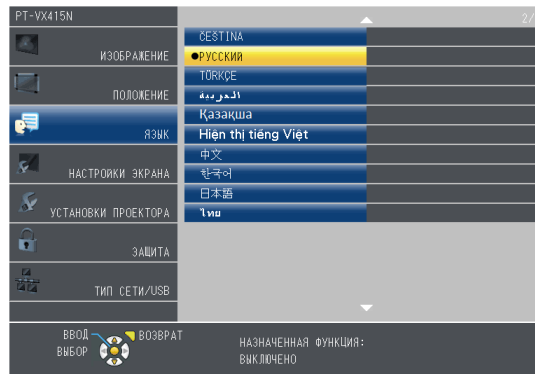 PT-VX415N
2/
ИЗОБРАЖЕНИЕ
ПОЛОЖЕНИЕ
ЯЗЫК
НАСТРОЙКИ ЭКРАНА
УСТАНОВКИ ПРОЕКТОРА
ЗАЩИТА
ТИП СЕТИ/USB
ČEŠTINA
●РУССКИЙ
TÜRKÇE
العربية
Қазақша
Hiện thị tiếng Việt
中文
한국어
日本語
ไทย
ВВОД
ВЫБОР
ВОЗВРАТ
НАЗНАЧЕННАЯ ФУНКЦИЯ:
ВЫКЛЮЧЕНО